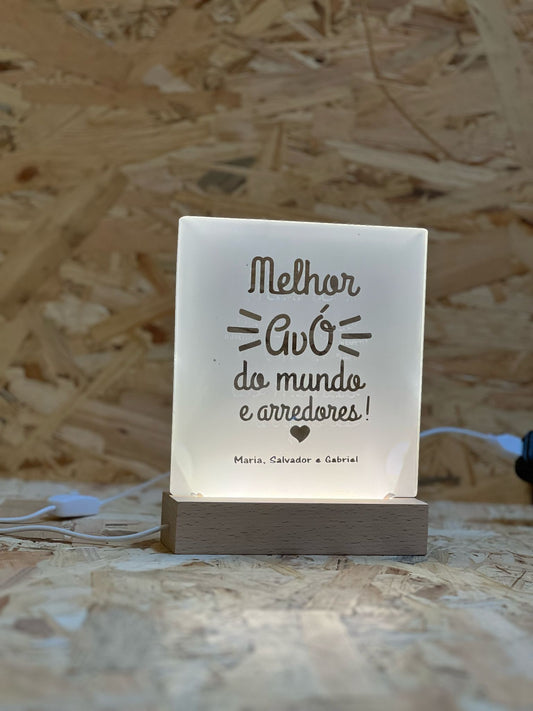 Melhor
avó
do mundo
e arredores!
Maria, Salvador e Gabriel